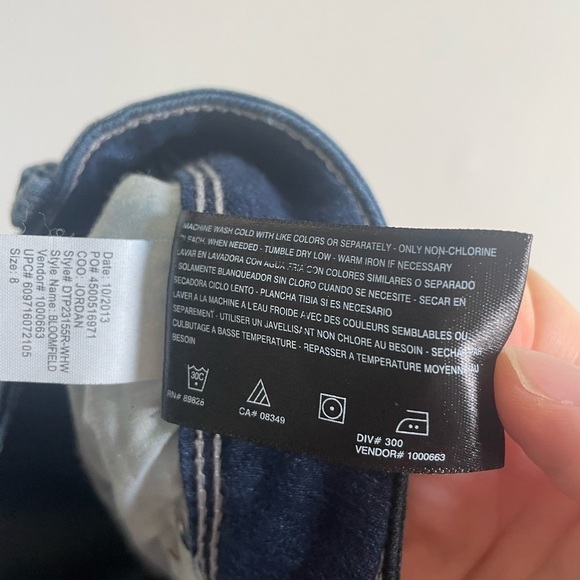 Date: 10/2013
PO# 4500516971
COO: JORDAN
Style# DTP23155R-WHW
Style Name: BLOOMFIELD
Vendor# 1000663
UPC# 609716072105
Size: 8
MACHINE WASH COLD WITH LIKE COLORS OR SEPARATELY - ONLY NON-CHLORINE
BLEACH, WHEN NEEDED - TUMBLE DRY LOW - WARM IRON IF NECESSARY
LAVAR EN LAVADORA CON AGUA FRIA CON COLORES SIMILARES O SEPARADO
SOLAMENTE BLANQUEADOR SIN CLORO CUANDO SE NECESITE - SECAR EN
SECADORA CICLO LENTO - PLANCHA TIBIA SI ES NECESARIO
LAVER A LA MACHINE A L'EAU FROIDE AVEC DES COULEURS SEMBLABLES OU
SEPAREMENT - UTILISER UN JAVELLISANT NON CHLORE AU BESOIN - SECHA
CULBUTAGE A BASSE TEMPERATURE - REPASSER A TEMPERATURE MOYENNE
BESOIN
30C
RN# 89826
CA# 08349
DIV# 300
VENDOR# 1000663